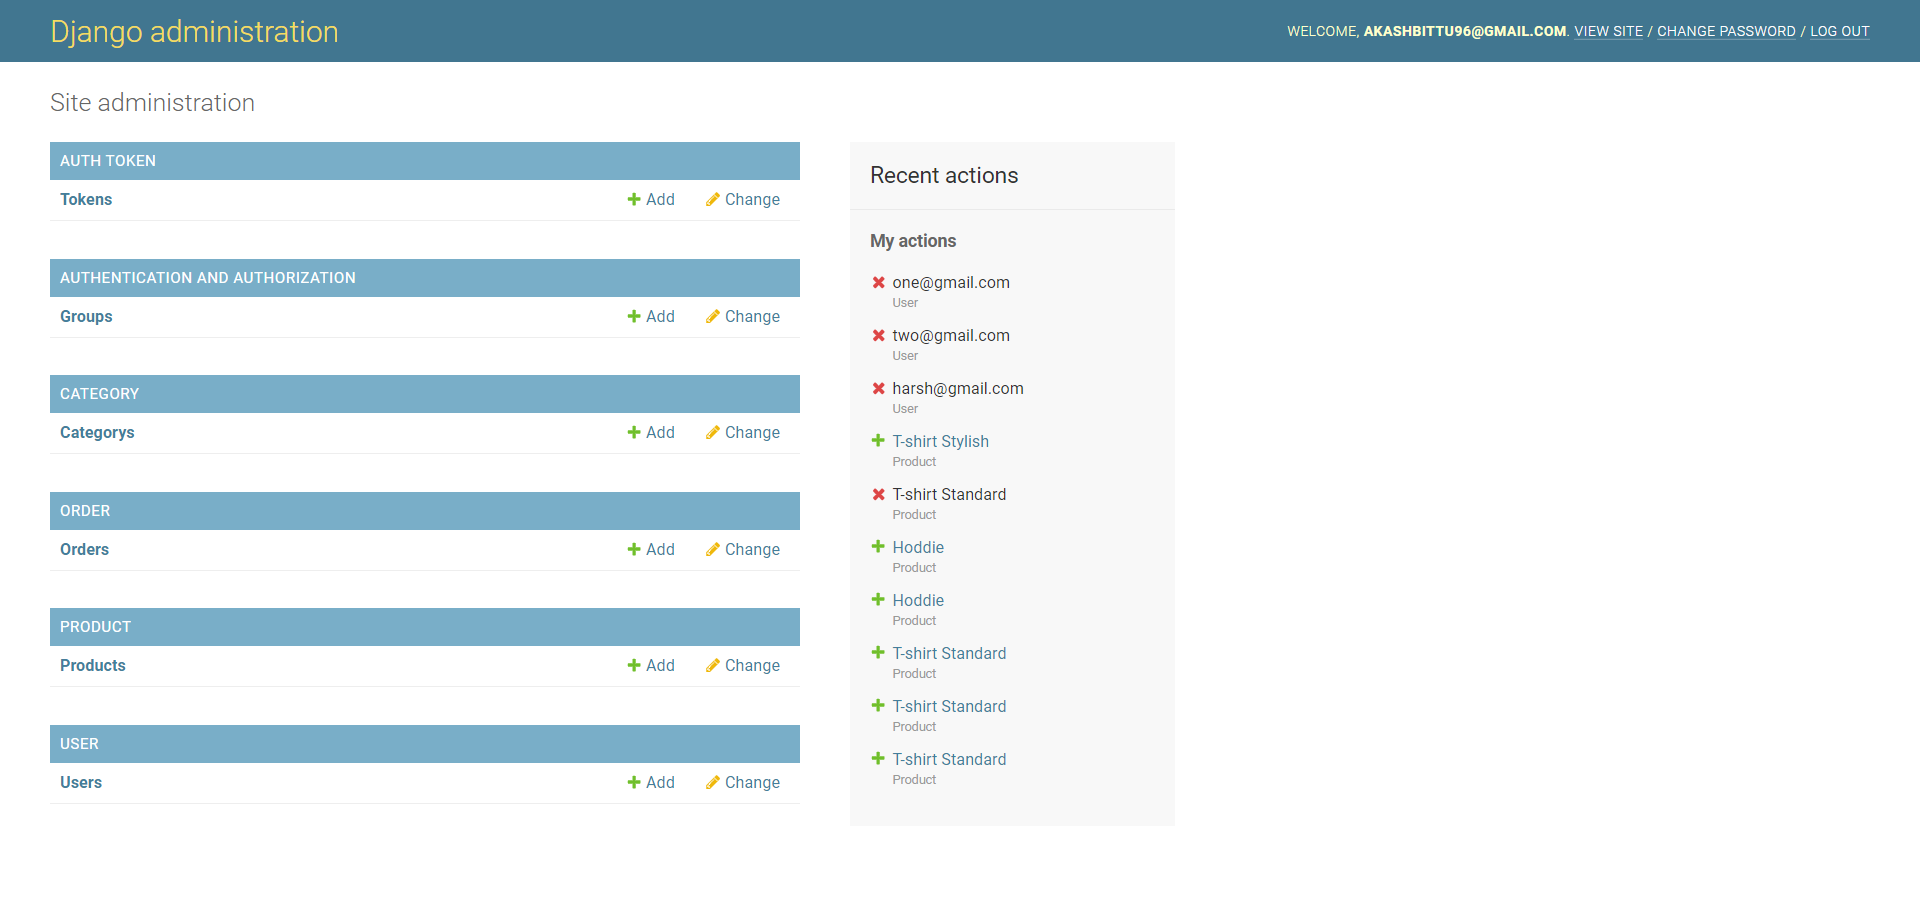 Django administration
WELCOME, AKASHBITTU96@GMAIL.COM. VIEW SITE / CHANGE PASSWORD / LOG OUT
Site administration
AUTH TOKEN
Tokens Add Change
AUTHENTICATION AND AUTHORIZATION
Groups Add Change
CATEGORY
Categorys Add Change
ORDER
Orders Add Change
PRODUCT
Products Add Change
USER
Users Add Change
Recent actions
My actions
one@gmail.com
User
two@gmail.com
User
harsh@gmail.com
User
T-shirt Stylish
Product
T-shirt Standard
Product
Hoddie
Product
Hoddie
Product
T-shirt Standard
Product
T-shirt Standard
Product
T-shirt Standard
Product